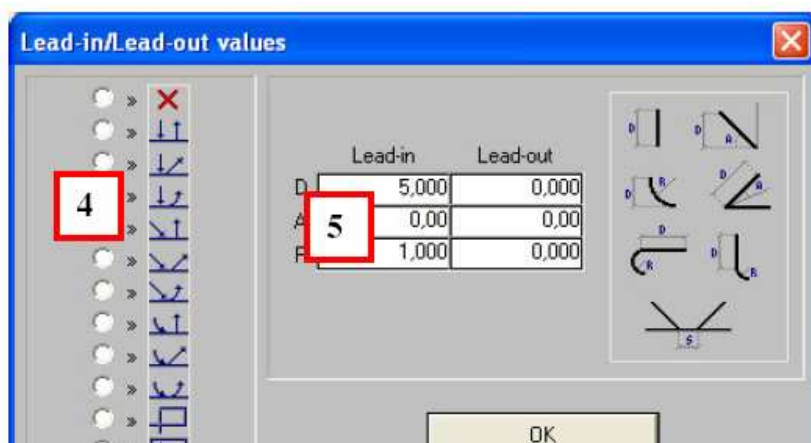 Lead-in/Lead-out values
4
Lead-in Lead-out
D 5,000 0,000
A 5 0,00 0,00
1,000 0,000
D
D A
D R
D A
D R
D R
S
OK